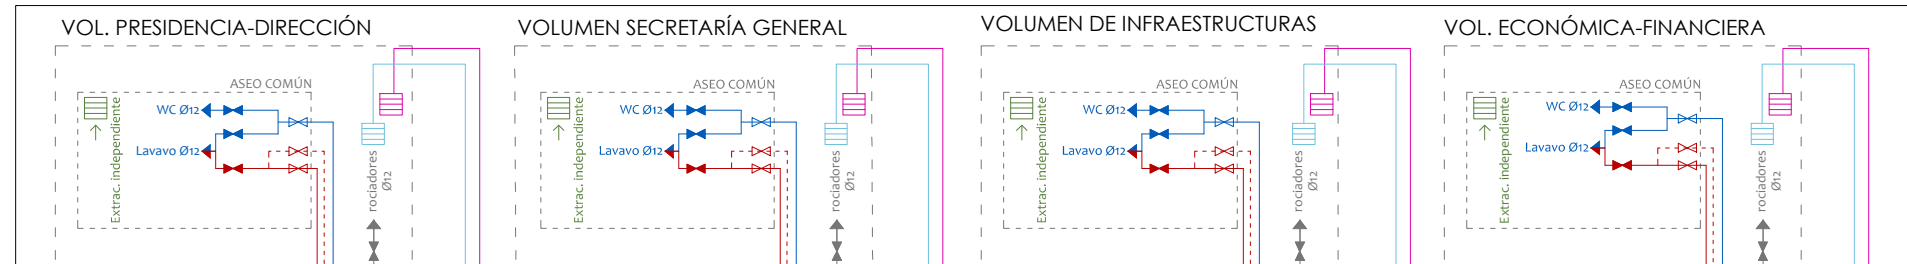 VOL. PRESIDENCIA-DIRECCIÓN
ASEO COMÚN
WC Ø12
Lavavo Ø12
Extrac. independiente
rociadores
Ø12
VOLUMEN SECRETARÍA GENERAL
ASEO COMÚN
WC Ø12
Lavavo Ø12
Extrac. independiente
rociadores
Ø12
VOLUMEN DE INFRAESTRUCTURAS
ASEO COMÚN
WC Ø12
Lavavo Ø12
Extrac. independiente
rociadores
Ø12
VOL. ECONÓMICA-FINANCIERA
ASEO COMÚN
WC Ø12
Lavavo Ø12
Extrac. independiente
rociadores
Ø12